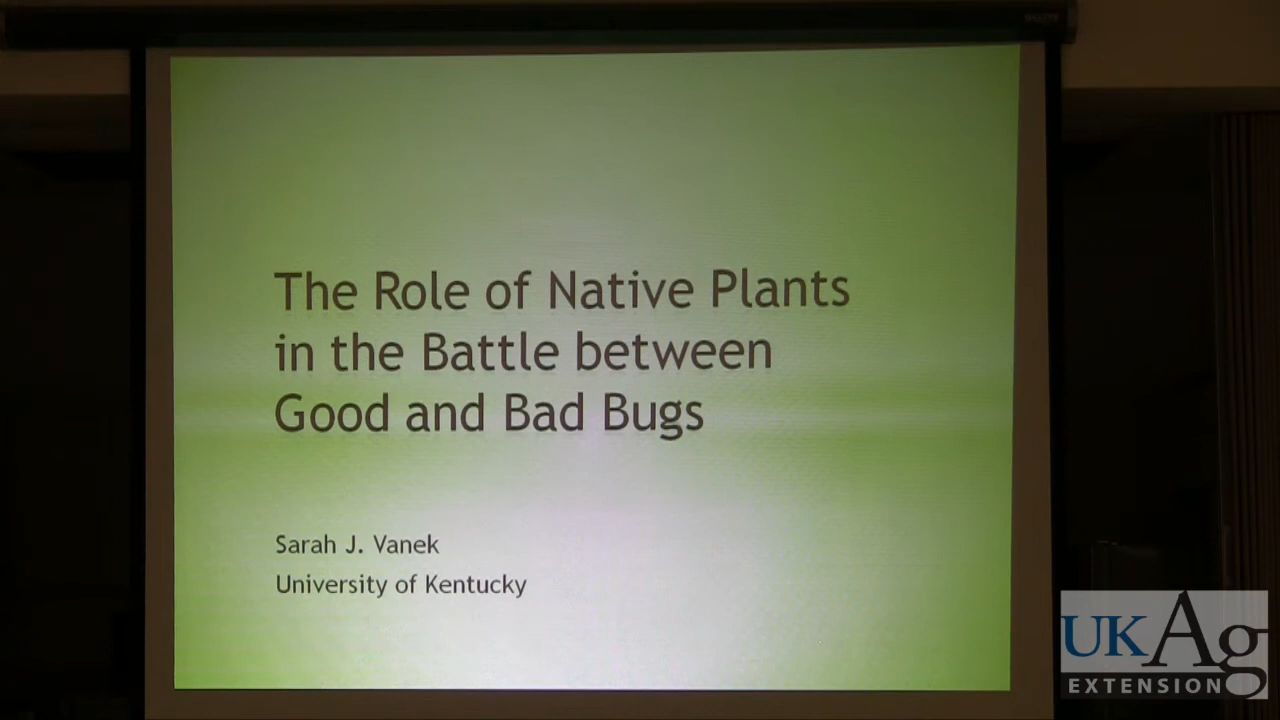 The Role of Native Plants
in the Battle between
Good and Bad Bugs
Sarah J. Vanek
University of Kentucky
UKAg
EXTENSION